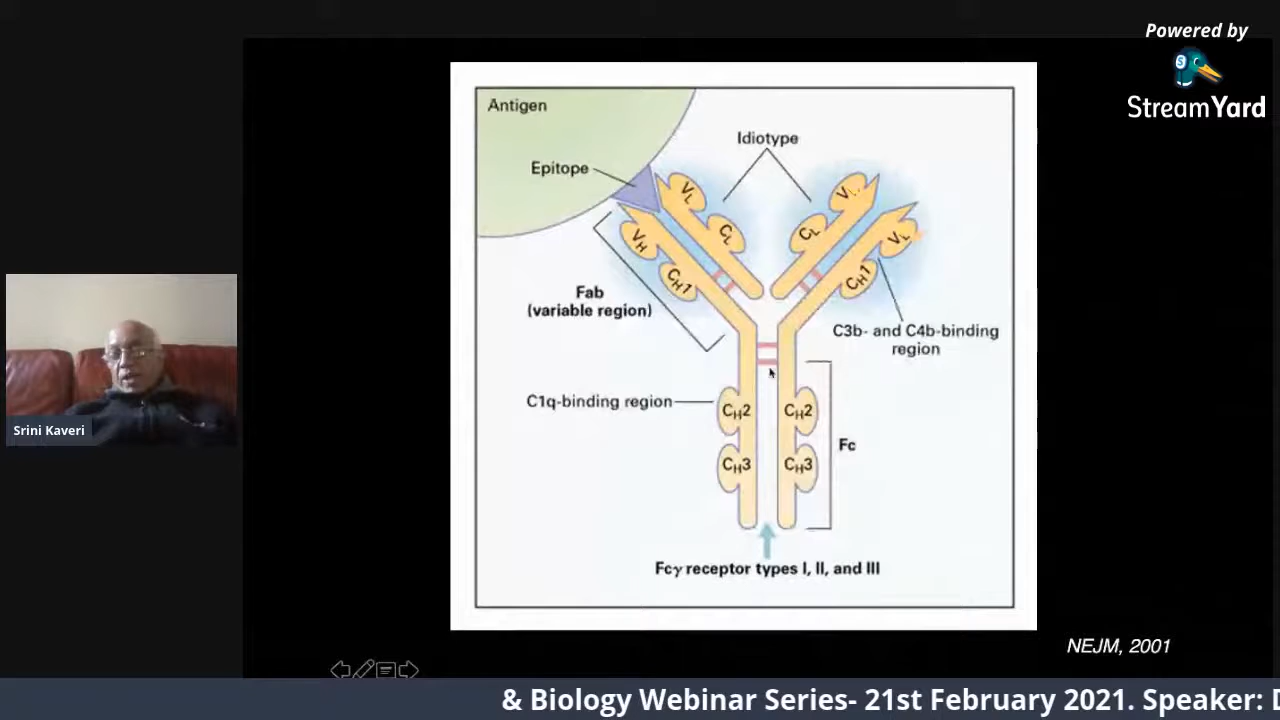 Powered by
StreamYard
Antigen
Idiotype
Epitope
VL
V..
CL
CL
VH
VL
CH1
CH1
Fab
(variable region)
C3b- and C4b-binding
region
C1q-binding region
CH2
CH2
Fc
CH3
CH3
Fcγ receptor types I, II, and III
Srini Kaveri
NEJM, 2001
& Biology Webinar Series- 21st February 2021. Speaker: D